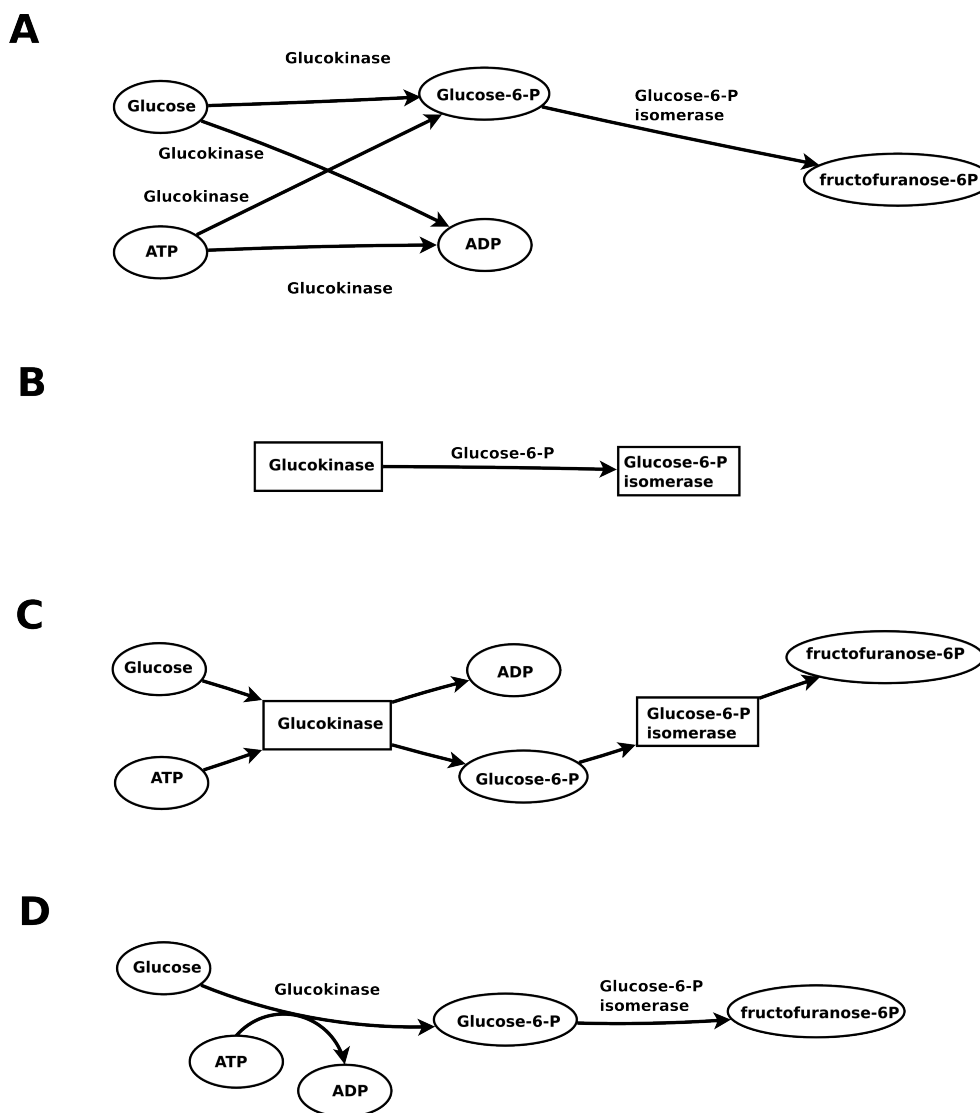 A
Glucokinase
Glucose
Glucose-6-P
Glucose-6-P
isomerase
Glucokinase
fructofuranose-6P
Glucokinase
ATP
ADP
Glucokinase
B
Glucokinase
Glucose-6-P
Glucose-6-P
isomerase
C
Glucose
ADP
fructofuranose-6P
Glucokinase
Glucose-6-P
isomerase
ATP
Glucose-6-P
D
Glucose
Glucokinase
Glucose-6-P
isomerase
Glucose-6-P
fructofuranose-6P
ATP
ADP